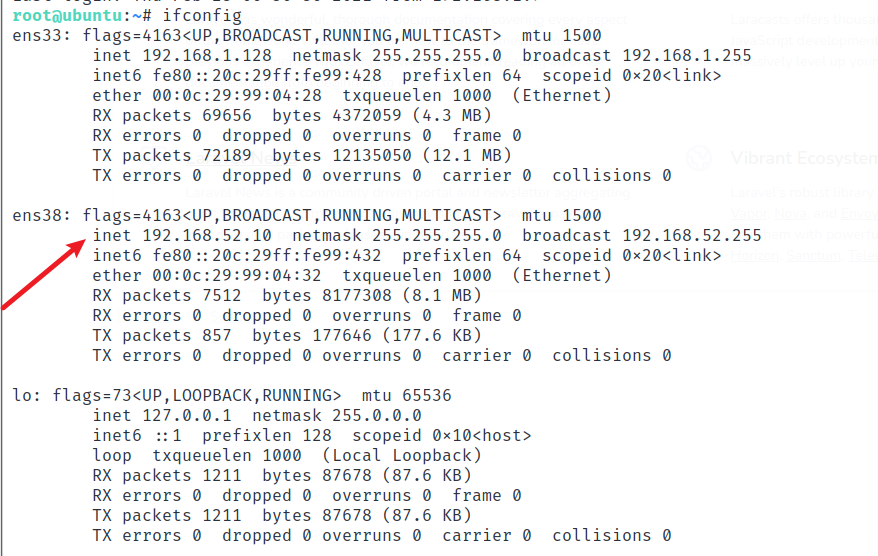 root@ubuntu:~# ifconfig
ens33: flags=4163<UP,BROADCAST,RUNNING,MULTICAST>  mtu 1500
        inet 192.168.1.128  netmask 255.255.255.0  broadcast 192.168.1.255
        inet6 fe80::20c:29ff:fe99:428  prefixlen 64  scopeid 0×20<link>
        ether 00:0c:29:99:04:28  txqueuelen 1000  (Ethernet)
        RX packets 69656  bytes 4372059 (4.3 MB)
        RX errors 0  dropped 0  overruns 0  frame 0
        TX packets 72189  bytes 12135050 (12.1 MB)
        TX errors 0  dropped 0 overruns 0  carrier 0  collisions 0
Vibrant Ecosystem
ens38: flags=4163<UP,BROADCAST,RUNNING,MULTICAST>  mtu 1500
        inet 192.168.52.10  netmask 255.255.255.0  broadcast 192.168.52.255
        inet6 fe80::20c:29ff:fe99:432  prefixlen 64  scopeid 0×20<link>
        ether 00:0c:29:99:04:32  txqueuelen 1000  (Ethernet)
        RX packets 7512  bytes 8177308 (8.1 MB)
        RX errors 0  dropped 0  overruns 0  frame 0
        TX packets 857  bytes 177646 (177.6 KB)
        TX errors 0  dropped 0 overruns 0  carrier 0  collisions 0
lo: flags=73<UP,LOOPBACK,RUNNING>  mtu 65536
        inet 127.0.0.1  netmask 255.0.0.0
        inet6 ::1  prefixlen 128  scopeid 0×10<host>
        loop  txqueuelen 1000  (Local Loopback)
        RX packets 1211  bytes 87678 (87.6 KB)
        RX errors 0  dropped 0  overruns 0  frame 0
        TX packets 1211  bytes 87678 (87.6 KB)
        TX errors 0  dropped 0 overruns 0  carrier 0  collisions 0